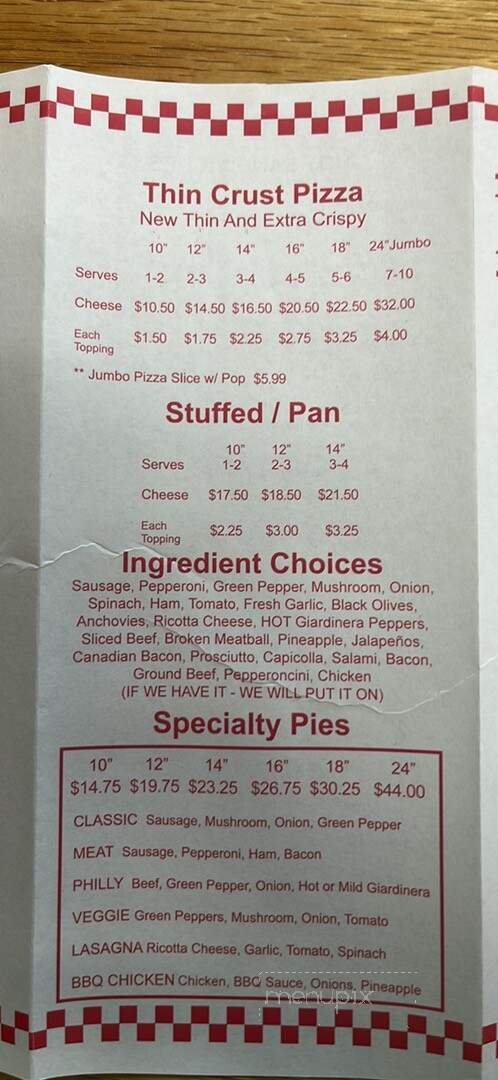 Thin Crust Pizza
New Thin And Extra Crispy
10" 12" 14" 16" 18" 24"Jumbo
Serves 1-2 2-3 3-4 4-5 5-6 7-10
Cheese $10.50 $14.50 $16.50 $20.50 $22.50 $32.00
Each
Topping $1.50 $1.75 $2.25 $2.75 $3.25 $4.00
** Jumbo Pizza Slice w/ Pop $5.99
Stuffed / Pan
10" 12" 14"
Serves 1-2 2-3 3-4
Cheese $17.50 $18.50 $21.50
Each
Topping $2.25 $3.00 $3.25
Ingredient Choices
Sausage, Pepperoni, Green Pepper, Mushroom, Onion,
Spinach, Ham, Tomato, Fresh Garlic, Black Olives,
Anchovies, Ricotta Cheese, HOT Giardinera Peppers,
Sliced Beef, Broken Meatball, Pineapple, Jalapeños,
Canadian Bacon, Prosciutto, Capicolla, Salami, Bacon,
Ground Beef, Pepperoncini, Chicken
(IF WE HAVE IT - WE WILL PUT IT ON)
Specialty Pies
10" 12" 14" 16" 18" 24"
$14.75 $19.75 $23.25 $26.75 $30.25 $44.00
CLASSIC Sausage, Mushroom, Onion, Green Pepper
MEAT Sausage, Pepperoni, Ham, Bacon
PHILLY Beef, Green Pepper, Onion, Hot or Mild Giardinera
VEGGIE Green Peppers, Mushroom, Onion, Tomato
LASAGNA Ricotta Cheese, Garlic, Tomato, Spinach
BBQ CHICKEN Chicken, BBQ Sauce, Onions, Pineapple
menupix